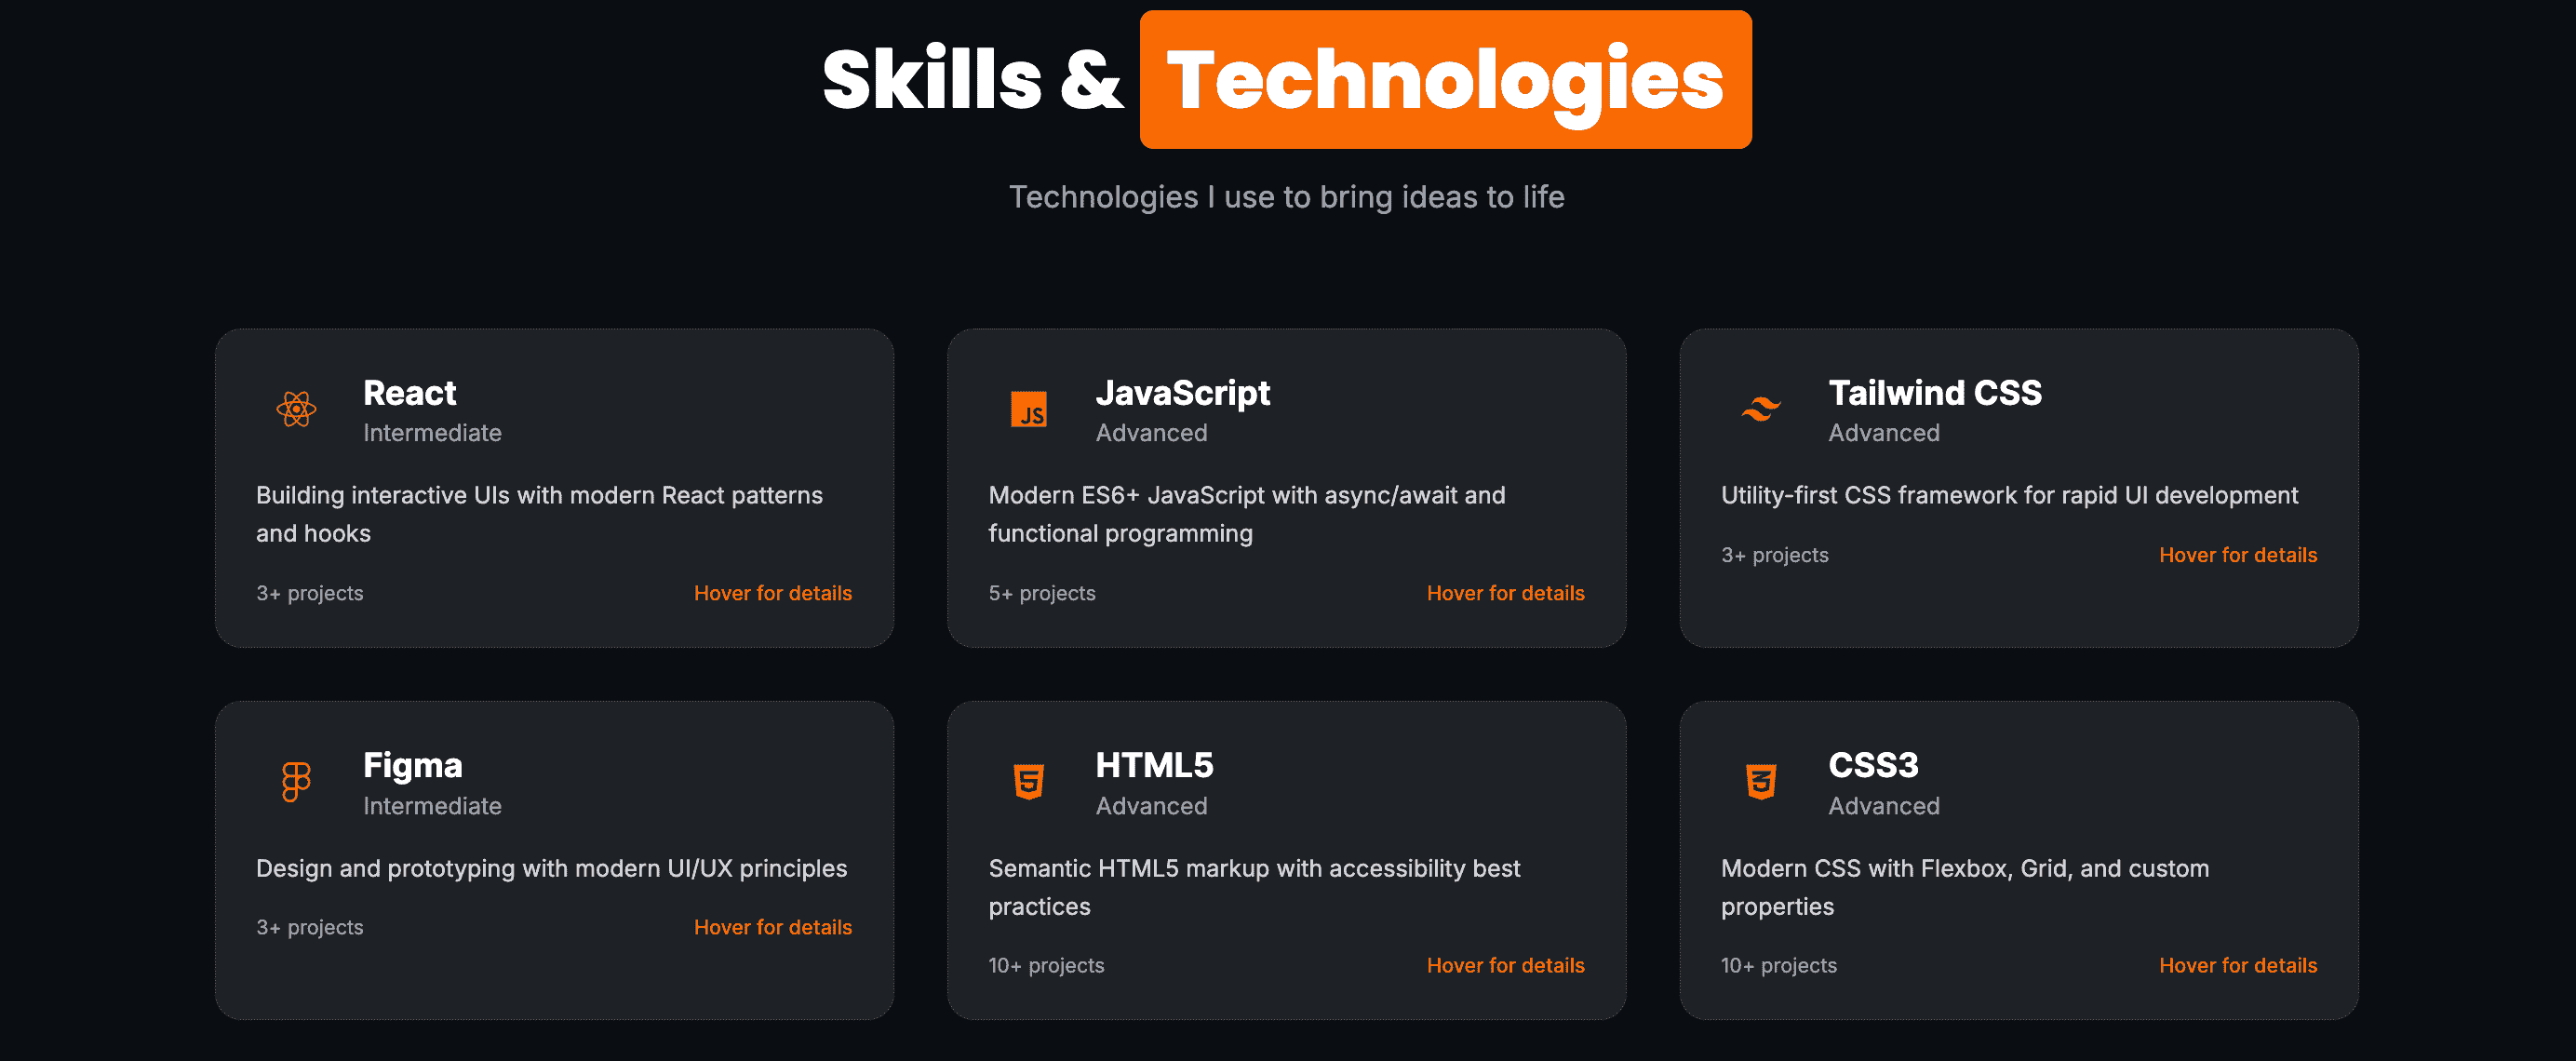 Skills & Technologies
Technologies I use to bring ideas to life
React
Intermediate
Building interactive UIs with modern React patterns
and hooks
3+ projects
Hover for details
JS
JavaScript
Advanced
Modern ES6+ JavaScript with async/await and
functional programming
5+ projects
Hover for details
Tailwind CSS
Advanced
Utility-first CSS framework for rapid UI development
3+ projects
Hover for details
Figma
Intermediate
Design and prototyping with modern UI/UX principles
3+ projects
Hover for details
5
HTML5
Advanced
Semantic HTML5 markup with accessibility best
practices
10+ projects
Hover for details
3
CSS3
Advanced
Modern CSS with Flexbox, Grid, and custom
properties
10+ projects
Hover for details